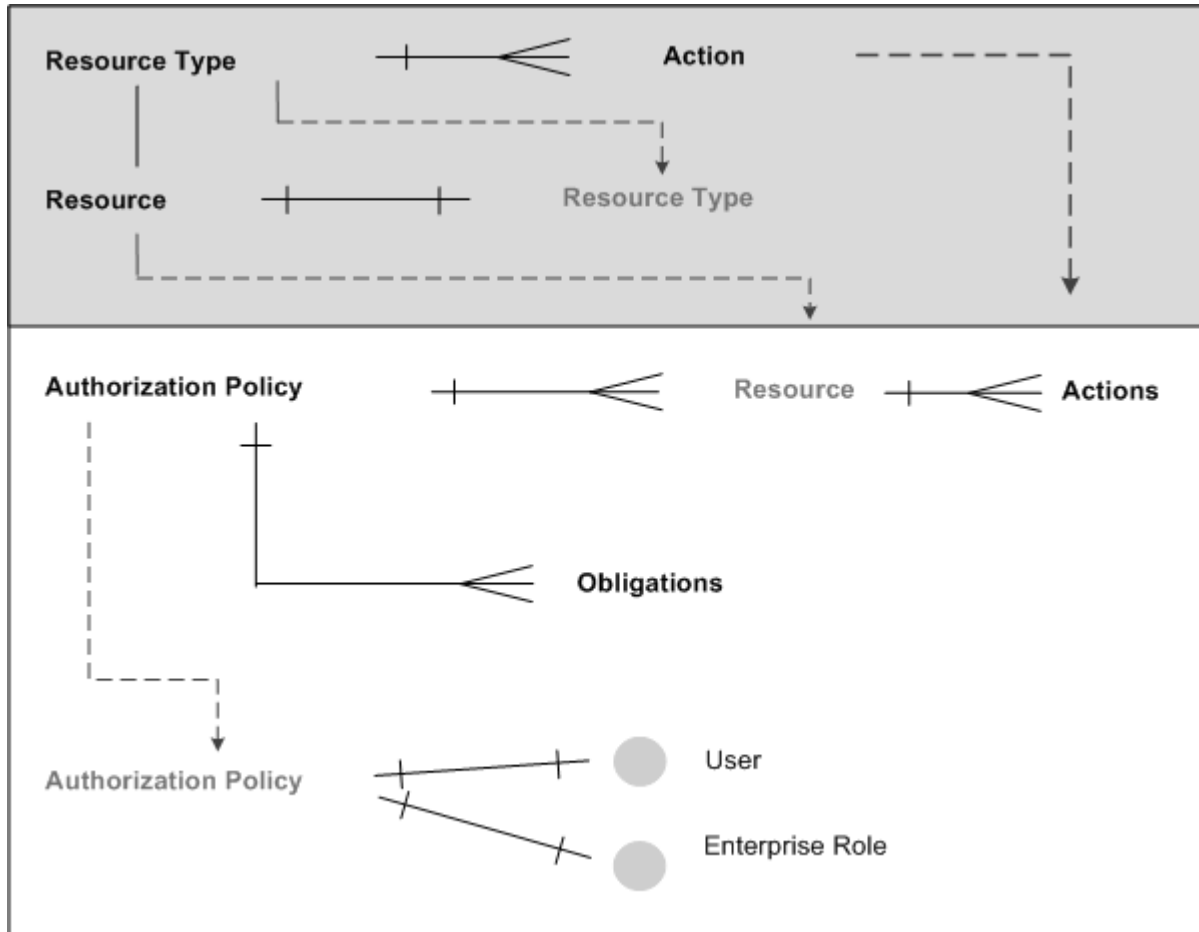 Resource Type
Action
Resource
Resource Type
Authorization Policy
Resource
Actions
Obligations
Authorization Policy
User
Enterprise Role